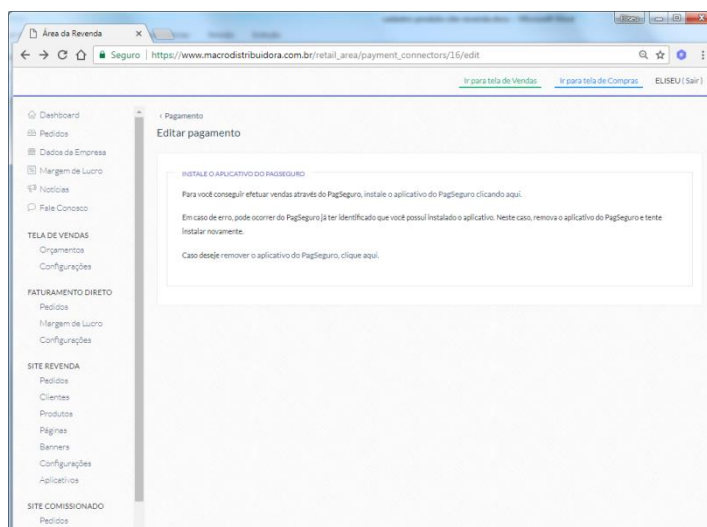 Área da Revenda
Seguro
https://www.macrodistribuidora.com.br/retail_area/payment_connectors/16/edit
Ir para tela de Vendas
Ir para tela de Compras
ELISEU ( Sair )
Dashboard
Pedidos
Dados da Empresa
Margem de Lucro
Notícias
Fale Conosco
TELA DE VENDAS
Orçamentos
Configurações
FATURAMENTO DIRETO
Pedidos
Margem de Lucro
Configurações
SITE REVENDA
Pedidos
Clientes
Produtos
Páginas
Banners
Configurações
Aplicativos
SITE COMISSIONADO
Pedidos
‹ Pagamento
Editar pagamento
INSTALE O APLICATIVO DO PAGSEGURO
Para você conseguir efetuar vendas através do PagSeguro, instale o aplicativo do PagSeguro clicando aqui.
Em caso de erro, pode ocorrer do PagSeguro já ter identificado que você possui instalado o aplicativo. Neste caso, remova o aplicativo do PagSeguro e tente
instalar novamente.
Caso deseje remover o aplicativo do PagSeguro, clique aqui.